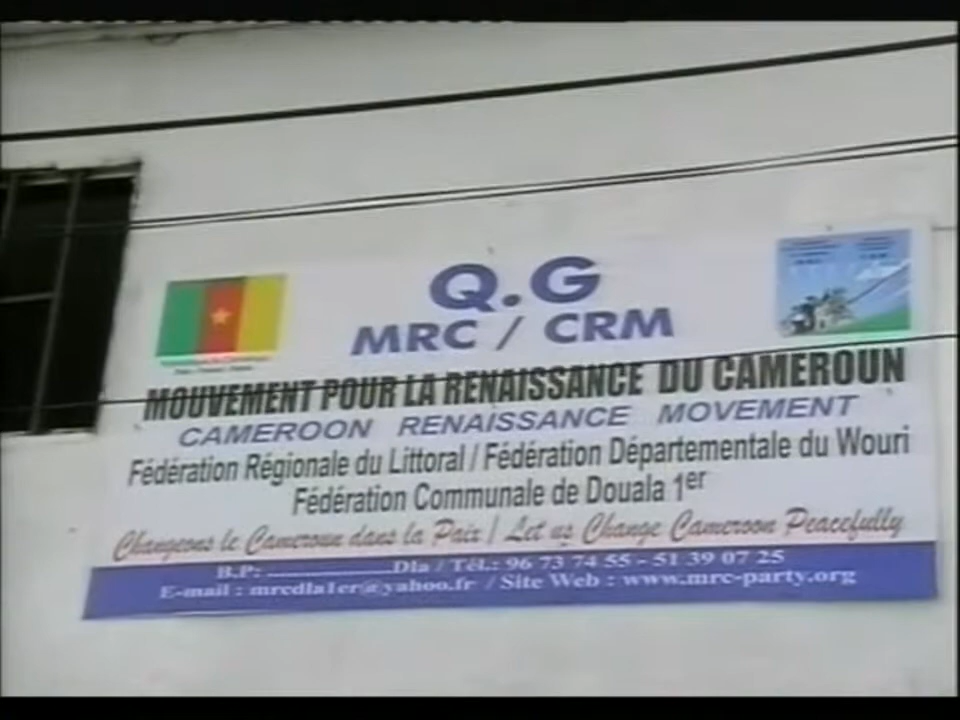 Q.G
MRC / CRM
MOUVEMENT POUR LA RENAISSANCE DU CAMEROUN
CAMEROON RENAISSANCE MOVEMENT
Fédération Régionale du Littoral / Fédération Départementale du Wouri
Fédération Communale de Douala 1er
Changeons le Cameroun dans la Paix / Let us Change Cameroon Peacefully
B.P: .................... Dla / Tél.: 96 73 74 55 - 51 39 07 25
E-mail : mrcdla1er@yahoo.fr / Site Web : www.mrc-party.org